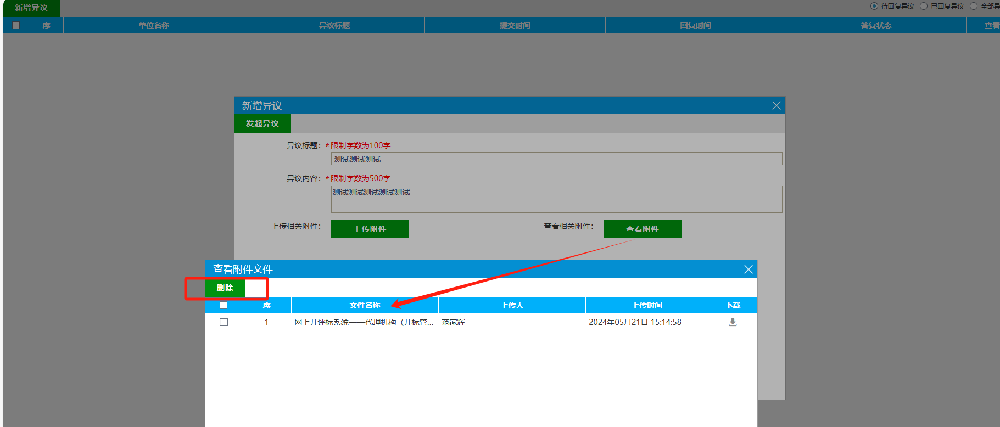 新增异议
待回复异议 已回复异议 全部异
序 单位名称 异议标题 提交时间 回复时间 答复状态 查看
新增异议
发起异议
异议标题：*限制字数为100字
测试测试测试
异议内容：*限制字数为500字
测试测试测试测试测试
上传相关附件： 上传附件 查看相关附件： 查看附件
查看附件文件
删除
序 文件名称 上传人 上传时间 下载
1 网上开评标系统——代理机构（开标管... 范家辉 2024年05月21日 15:14:58